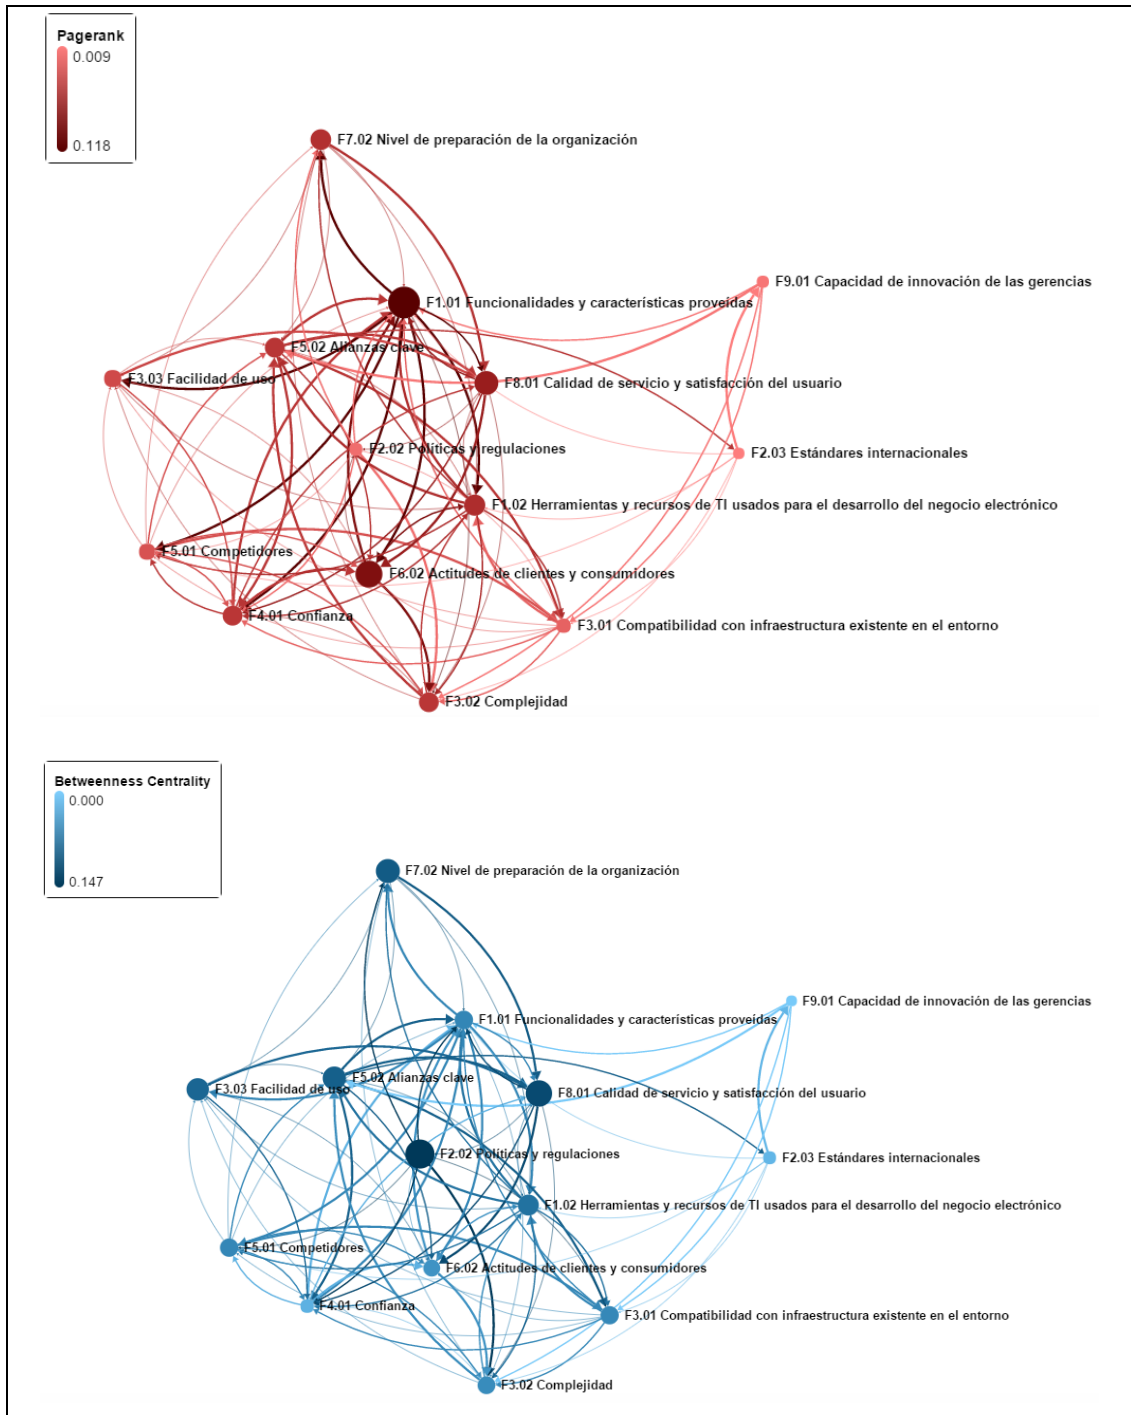 Pagerank
0.009
0.118
F7.02 Nivel de preparación de la organización
F9.01 Capacidad de innovación de las gerencias
F1.01 Funcionalidades y características proveídas
F5.02 Alianzas clave
F3.03 Facilidad de uso
F8.01 Calidad de servicio y satisfacción del usuario
F2.02 Políticas y regulaciones
F2.03 Estándares internacionales
F1.02 Herramientas y recursos de TI usados para el desarrollo del negocio electrónico
F5.01 Competidores
F6.02 Actitudes de clientes y consumidores
F4.01 Confianza
F3.01 Compatibilidad con infraestructura existente en el entorno
F3.02 Complejidad
Betweenness Centrality
0.000
0.147
F7.02 Nivel de preparación de la organización
F9.01 Capacidad de innovación de las gerencias
F1.01 Funcionalidades y características proveídas
F5.02 Alianzas clave
F3.03 Facilidad de uso
F8.01 Calidad de servicio y satisfacción del usuario
F2.02 Políticas y regulaciones
F2.03 Estándares internacionales
F1.02 Herramientas y recursos de TI usados para el desarrollo del negocio electrónico
F5.01 Competidores
F6.02 Actitudes de clientes y consumidores
F4.01 Confianza
F3.01 Compatibilidad con infraestructura existente en el entorno
F3.02 Complejidad